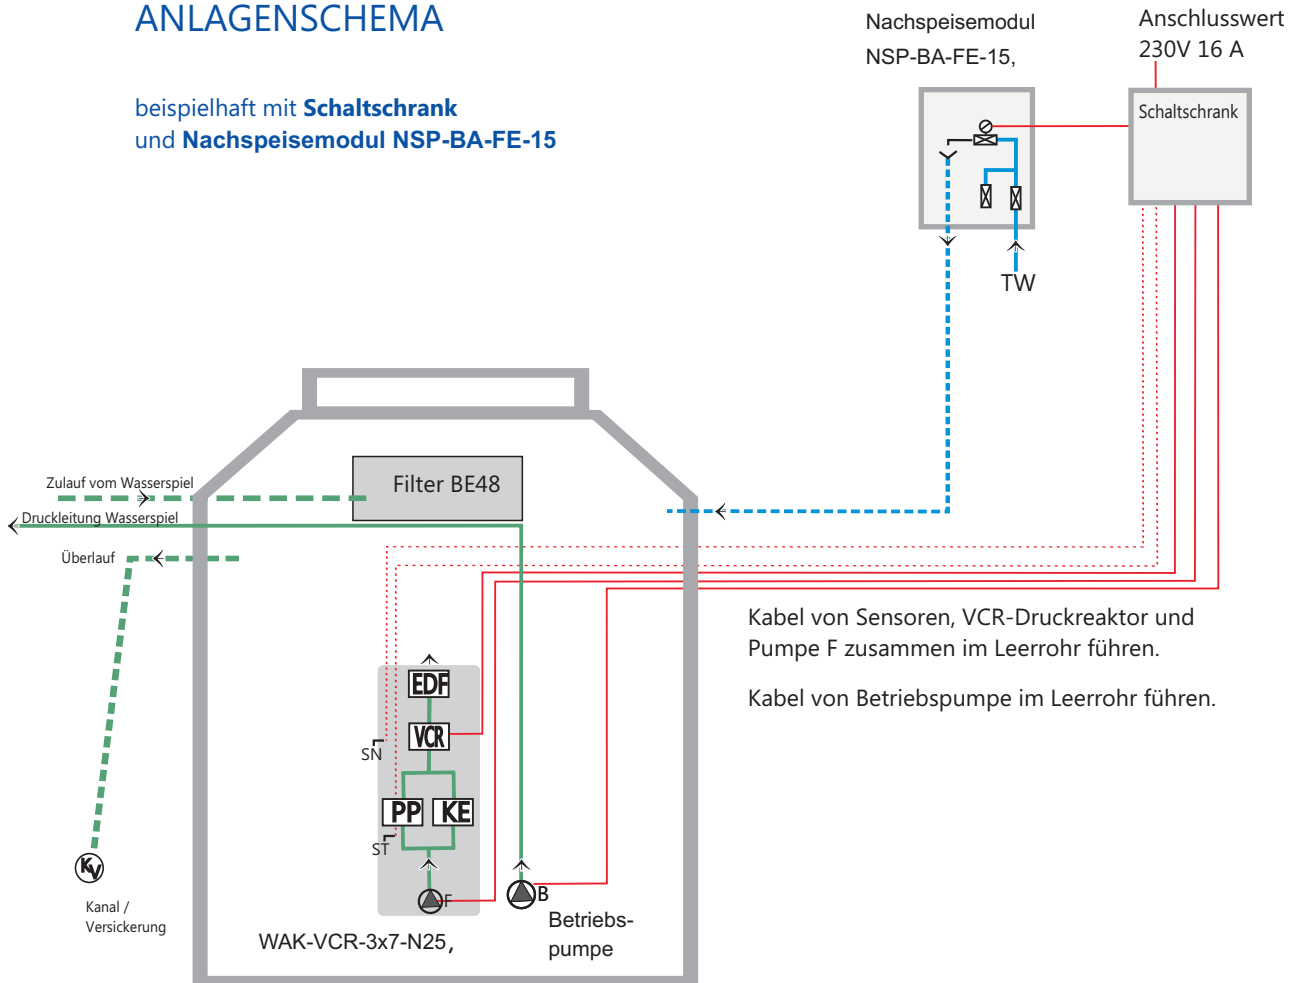 ANLAGENSCHEMA
beispielhaft mit Schaltschrank
und Nachspeisemodul NSP-BA-FE-15
Nachspeisemodul
NSP-BA-FE-15,
Anschlusswert
230V 16 A
Schaltschrank
TW
Filter BE48
Zulauf vom Wasserspiel
Druckleitung Wasserspiel
Überlauf
Kabel von Sensoren, VCR-Druckreaktor und
Pumpe F zusammen im Leerrohr führen.
Kabel von Betriebspumpe im Leerrohr führen.
EDF
VCR
SN
PP
KE
ST
F
B
KV
Kanal /
Versickerung
Betriebs-
pumpe
WAK-VCR-3x7-N25,